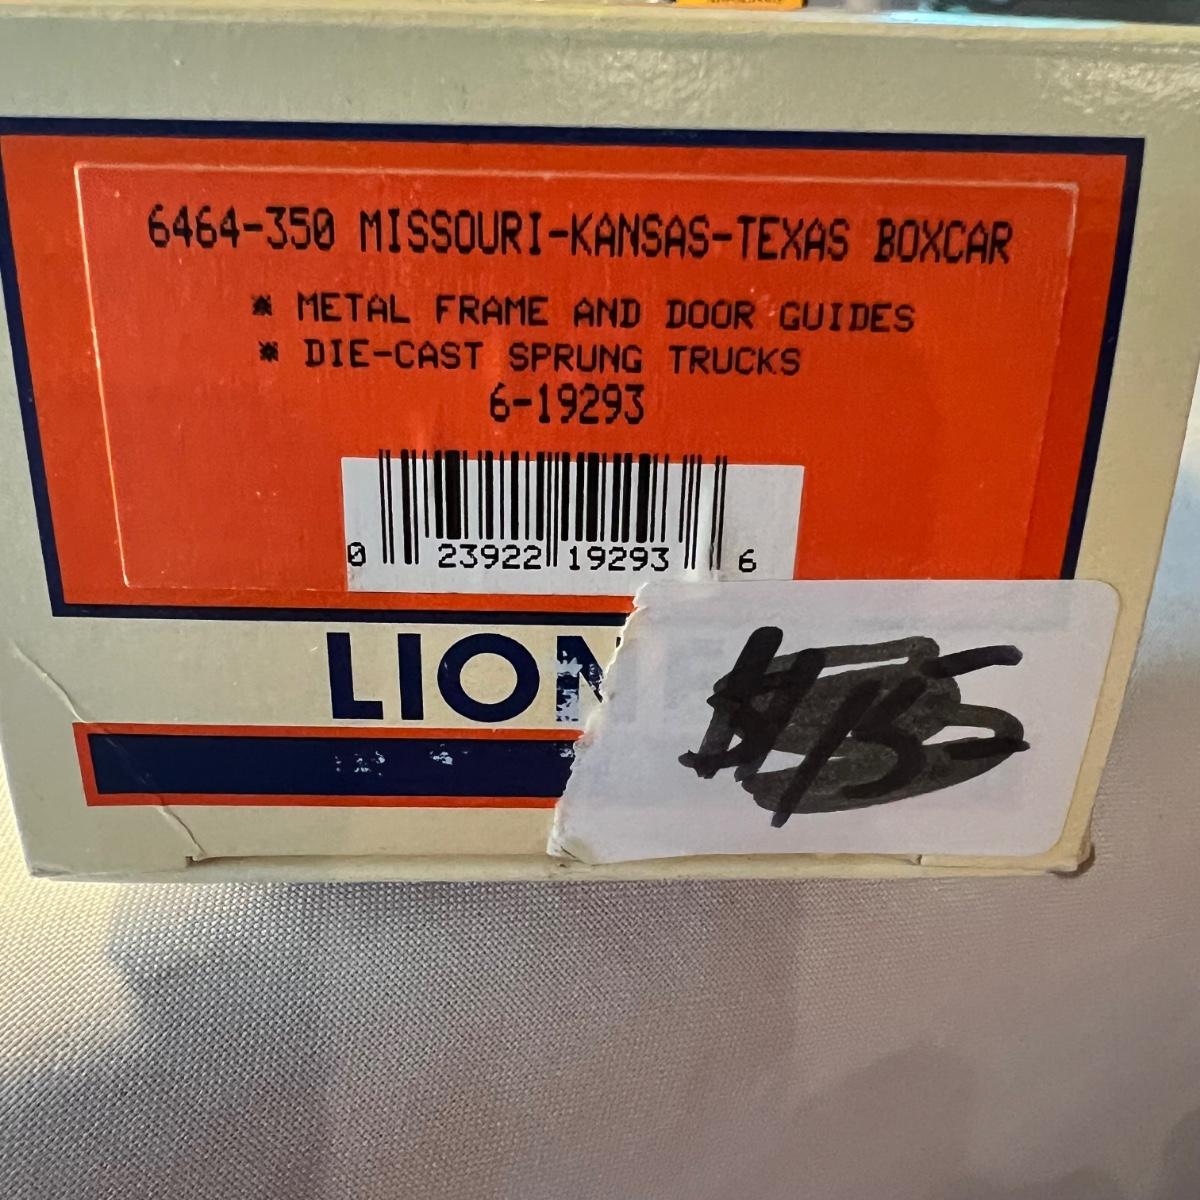 6464-350 MISSOURI-KANSAS-TEXAS BOXCAR
* METAL FRAME AND DOOR GUIDES
* DIE-CAST SPRUNG TRUCKS
6-19293
0 23922 19293 6
LION